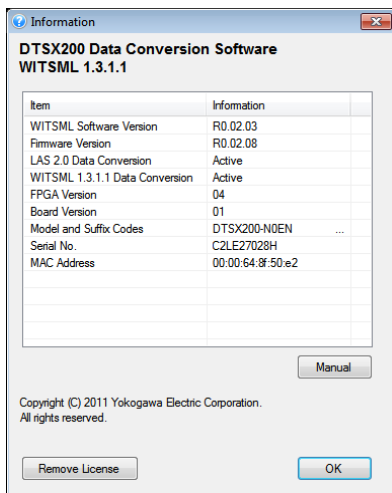 Information
DTSX200 Data Conversion Software
WITSML 1.3.1.1
Item Information
WITSML Software Version R0.02.03
Firmware Version R0.02.08
LAS 2.0 Data Conversion Active
WITSML 1.3.1.1 Data Conversion Active
FPGA Version 04
Board Version 01
Model and Suffix Codes DTSX200-N0EN ...
Serial No. C2LE27028H
MAC Address 00:00:64:8f:50:e2
Manual
Copyright (C) 2011 Yokogawa Electric Corporation.
All rights reserved.
Remove License OK